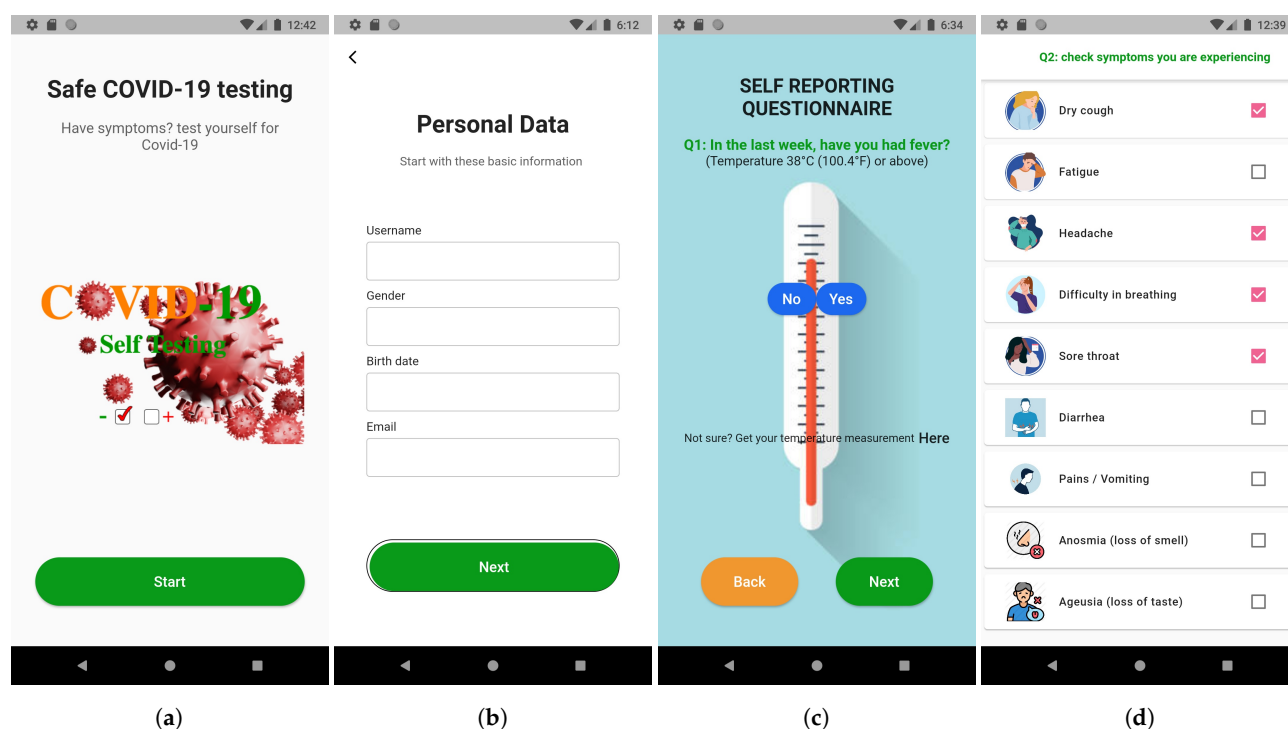 12:42
Safe COVID-19 testing
Have symptoms? test yourself for
Covid-19
COVID-19
Self Testing
- +
Start
(a)
6:12
Personal Data
Start with these basic information
Username
Gender
Birth date
Email
Next
(b)
6:34
SELF REPORTING
QUESTIONNAIRE
Q1: In the last week, have you had fever?
(Temperature 38°C (100.4°F) or above)
No Yes
Not sure? Get your temperature measurement Here
Back Next
(c)
12:39
Q2: check symptoms you are experiencing
Dry cough
Fatigue
Headache
Difficulty in breathing
Sore throat
Diarrhea
Pains / Vomiting
Anosmia (loss of smell)
Ageusia (loss of taste)
(d)